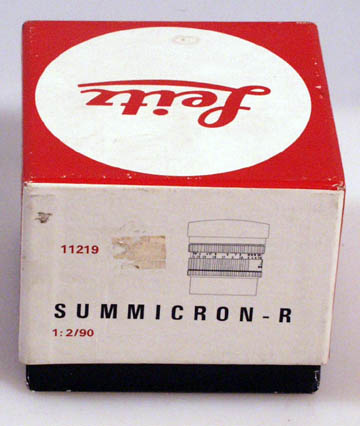 Leitz
11219
SUMMICRON-R
1:2/90